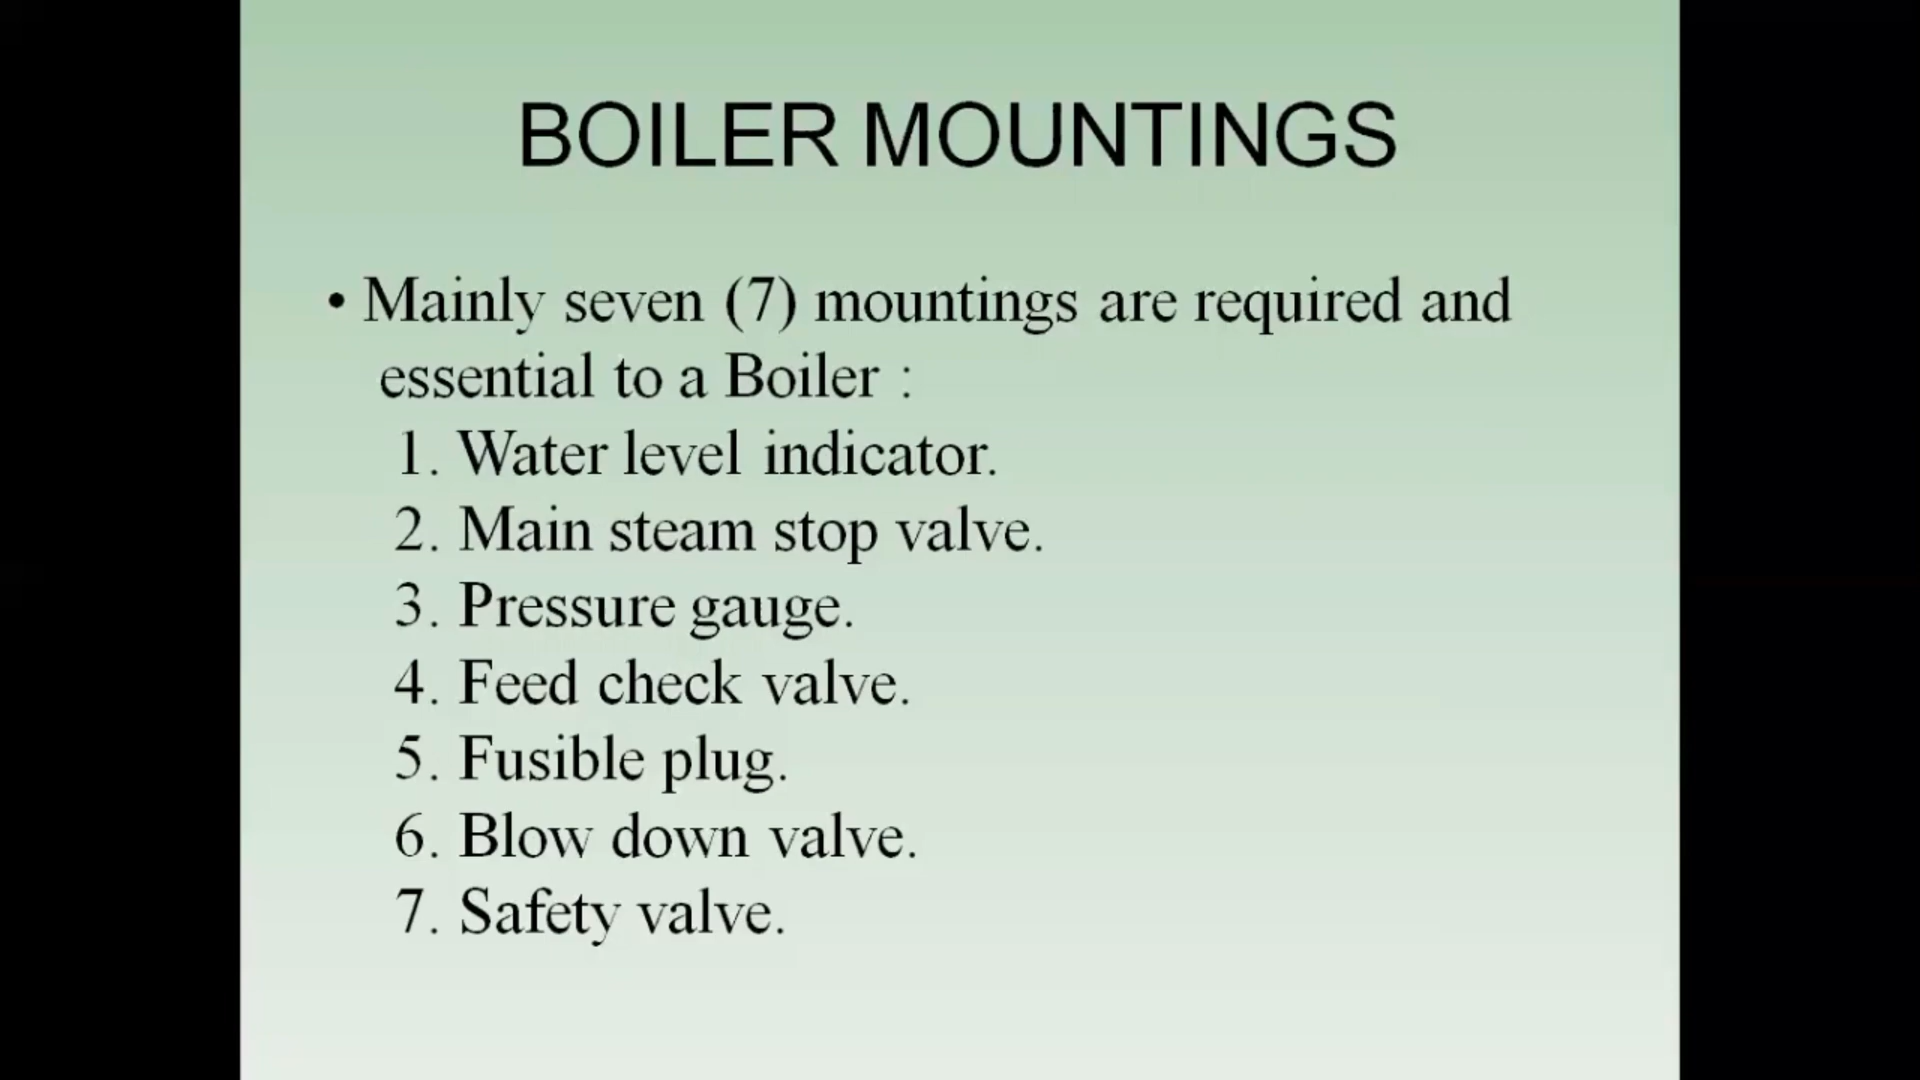 BOILER MOUNTINGS
• Mainly seven (7) mountings are required and
essential to a Boiler :
1. Water level indicator.
2. Main steam stop valve.
3. Pressure gauge.
4. Feed check valve.
5. Fusible plug.
6. Blow down valve.
7. Safety valve.